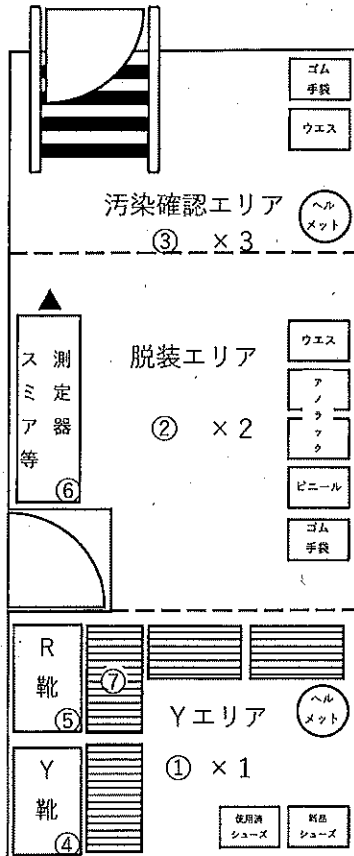 ゴム
手袋
ウエス
汚染確認エリア
ヘル
メット
③ ×3
▲
測定器
スミア等
⑥
脱装エリア
② ×2
ウエス
アノラック
ビニール
ゴム
手袋
R
靴
⑤
⑦
Yエリア
ヘル
メット
① ×1
Y
靴
④
使用済
シューズ
新品
シューズ